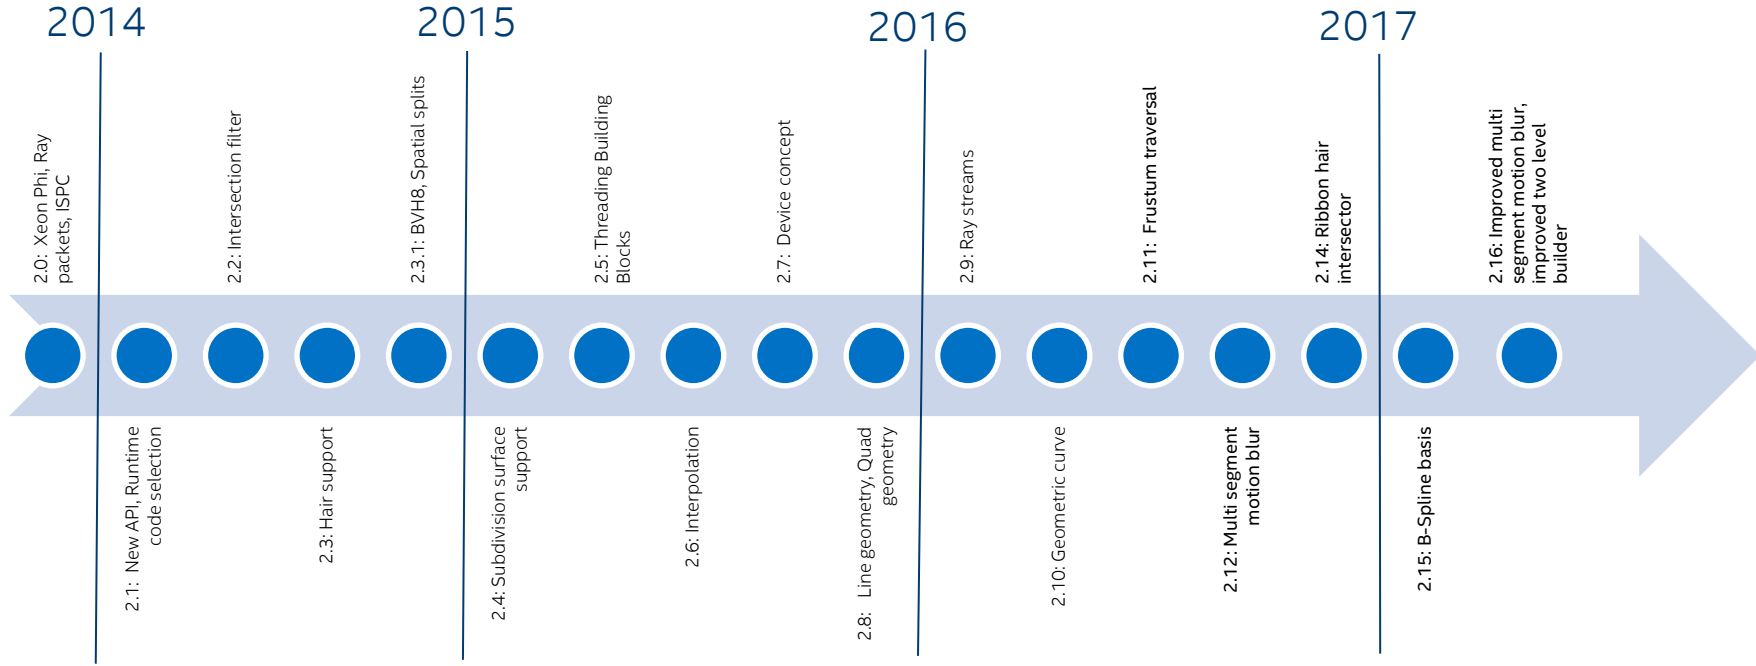 2014
2015
2016
2017
2.0: Xeon Phi, Ray
packets, ISPC
2.2: Intersection filter
2.3.1: BVH8, Spatial splits
2.5: Threading Building
Blocks
2.7: Device concept
2.9: Ray streams
2.11: Frustum traversal
2.14: Ribbon hair
intersector
2.16: Improved multi
segment motion blur,
improved two level
builder
2.1: New API, Runtime
code selection
2.3: Hair support
2.4: Subdivision surface
support
2.6: Interpolation
2.8: Line geometry, Quad
geometry
2.10: Geometric curve
2.12: Multi segment
motion blur
2.15: B-Spline basis